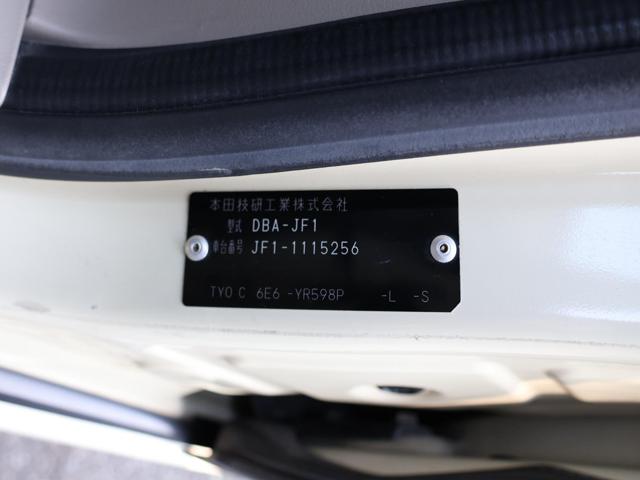 本田技研工業株式会社
型式 DBA-JF1
車台番号 JF1-1115256
TYO C 6E6 -YR598P -L -S